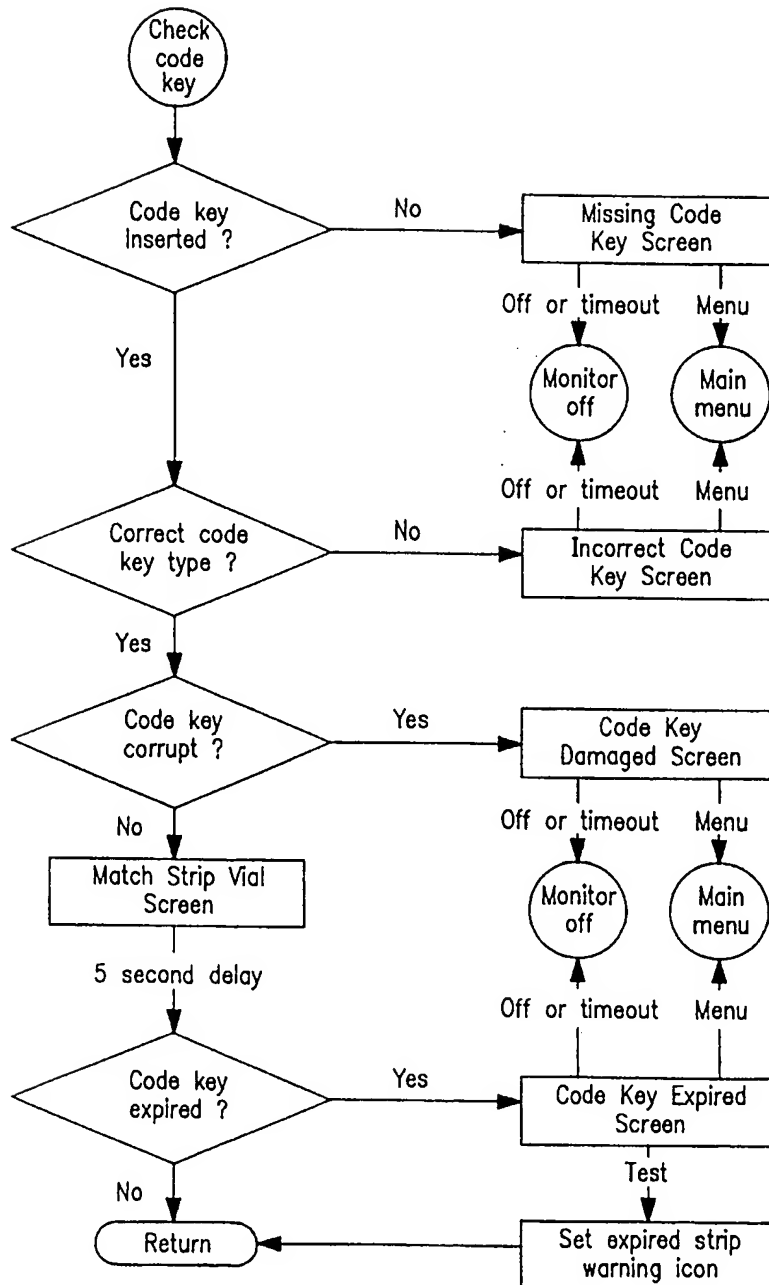 Check
code
key
Code key
Inserted ?
No
Missing Code
Key Screen
Off or timeout
Menu
Yes
Monitor
off
Main
menu
Off or timeout
Menu
Correct code
key type ?
No
Incorrect Code
Key Screen
Yes
Code key
corrupt ?
Yes
Code Key
Damaged Screen
No
Off or timeout
Menu
Match Strip Vial
Screen
Monitor
off
Main
menu
5 second delay
Off or timeout
Menu
Code key
expired ?
Yes
Code Key Expired
Screen
No
Test
Return
Set expired strip
warning icon